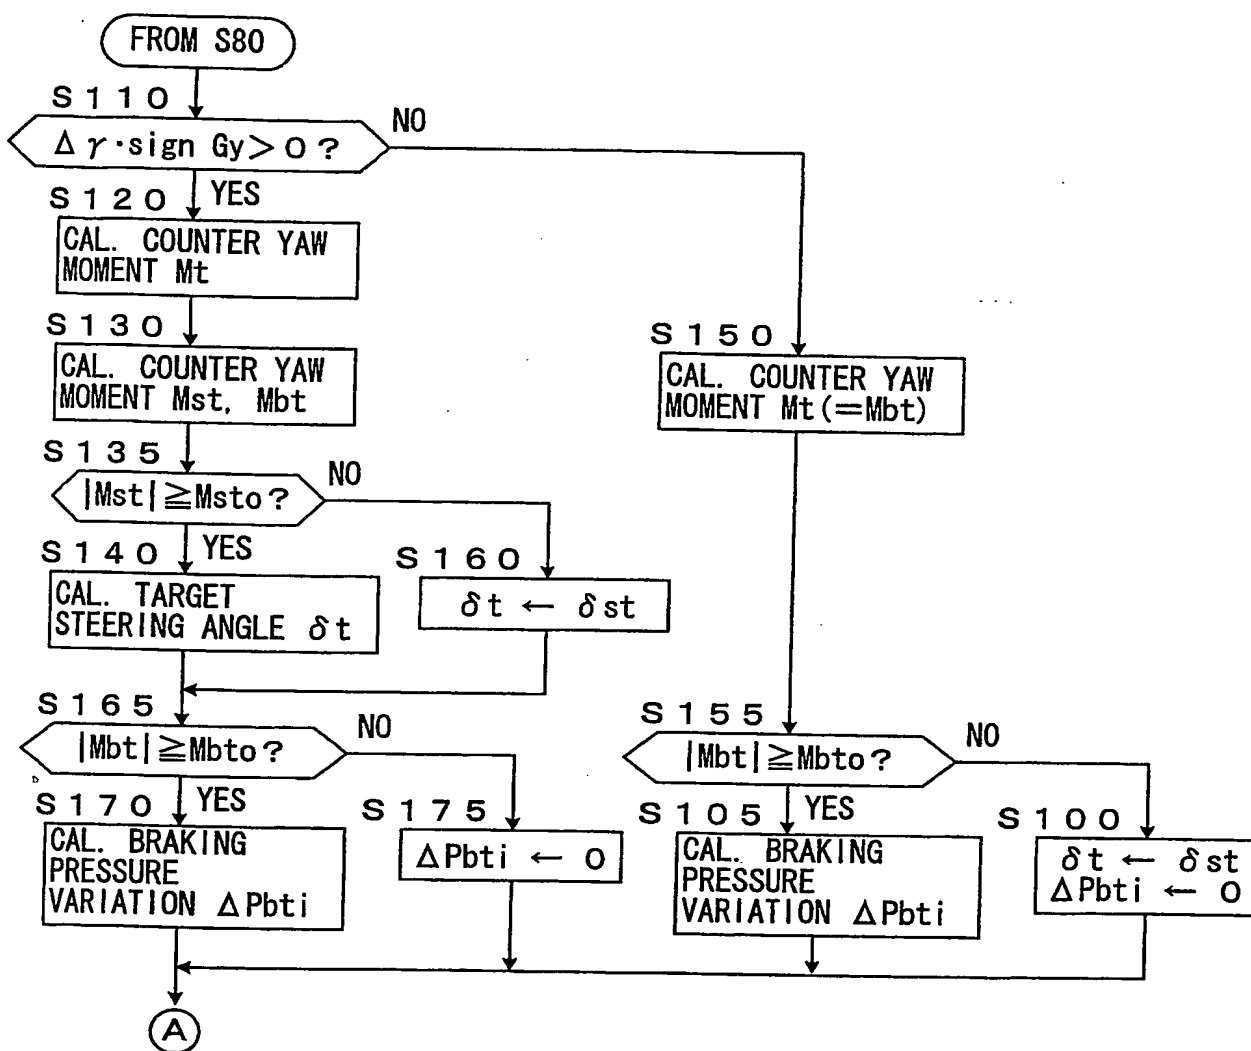 FROM S80
S110
Δγ·sign Gy>0?
NO
YES
S120
CAL. COUNTER YAW
MOMENT Mt
S130
CAL. COUNTER YAW
MOMENT Mst, Mbt
S150
CAL. COUNTER YAW
MOMENT Mt(=Mbt)
S135
|Mst|≧Msto?
NO
YES
S140
CAL. TARGET
STEERING ANGLE δt
S160
δt ← δst
S165
|Mbt|≧Mbto?
NO
YES
S155
|Mbt|≧Mbto?
NO
YES
S170
CAL. BRAKING
PRESSURE
VARIATION ΔPbti
S175
ΔPbti ← 0
S105
CAL. BRAKING
PRESSURE
VARIATION ΔPbti
S100
δt ← δst
ΔPbti ← 0
A